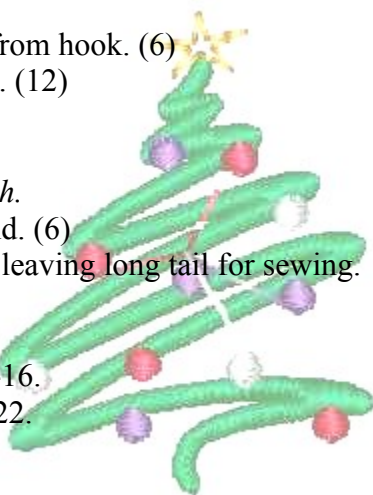 from hook. (6)
. (12)
h.
d. (6)
leaving long tail for sewing.
16.
22.